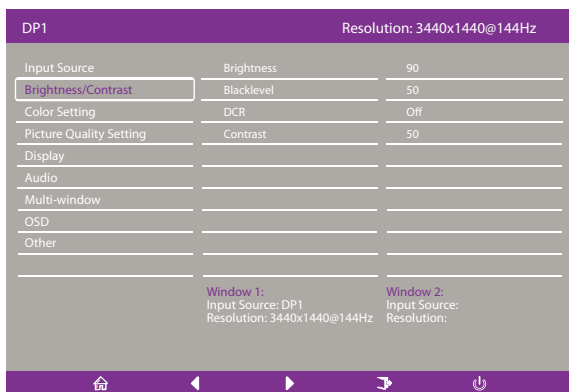 DP1 Resolution: 3440x1440@144Hz
Input Source Brightness 90
Brightness/Contrast Blacklevel 50
Color Setting DCR Off
Picture Quality Setting Contrast 50
Display
Audio
Multi-window
OSD
Other
Window 1: Window 2:
Input Source: DP1 Input Source:
Resolution: 3440x1440@144Hz Resolution: